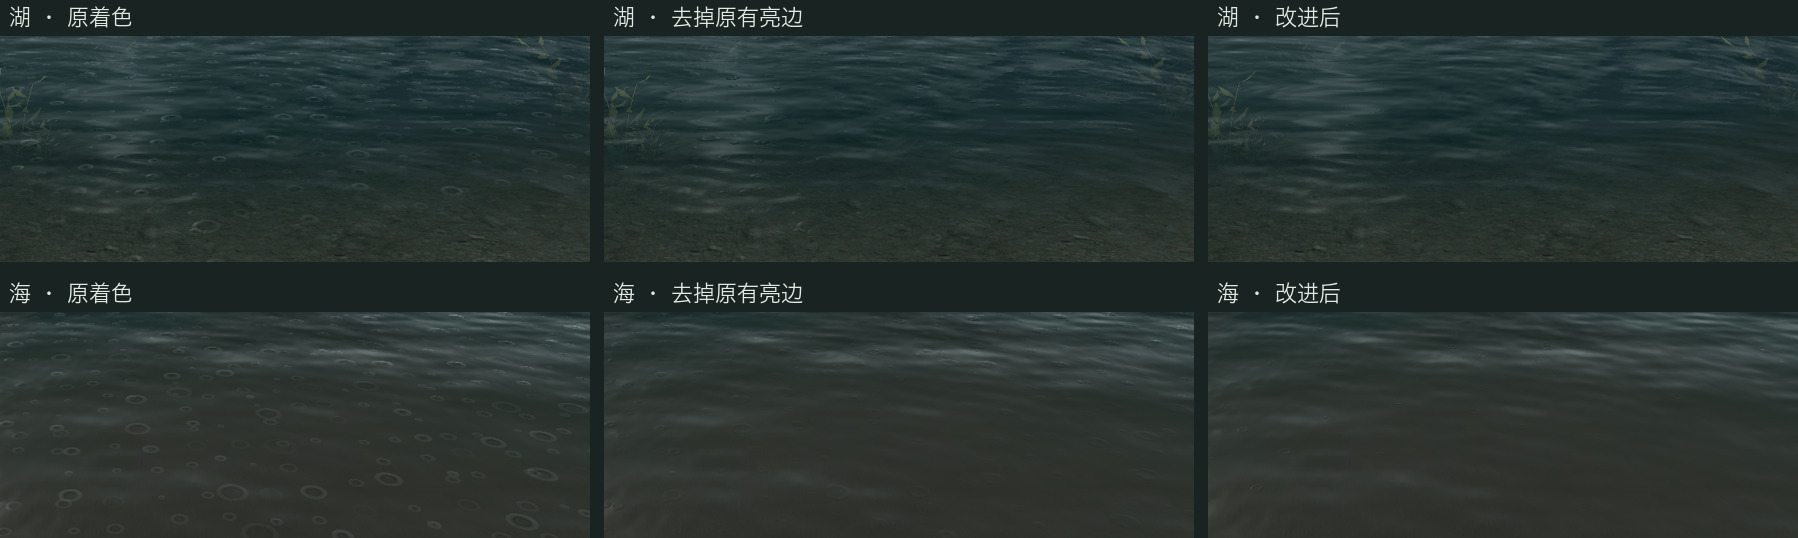 湖 · 原着色
湖 · 去掉原有亮边
湖 · 改进后
海 · 原着色
海 · 去掉原有亮边
海 · 改进后